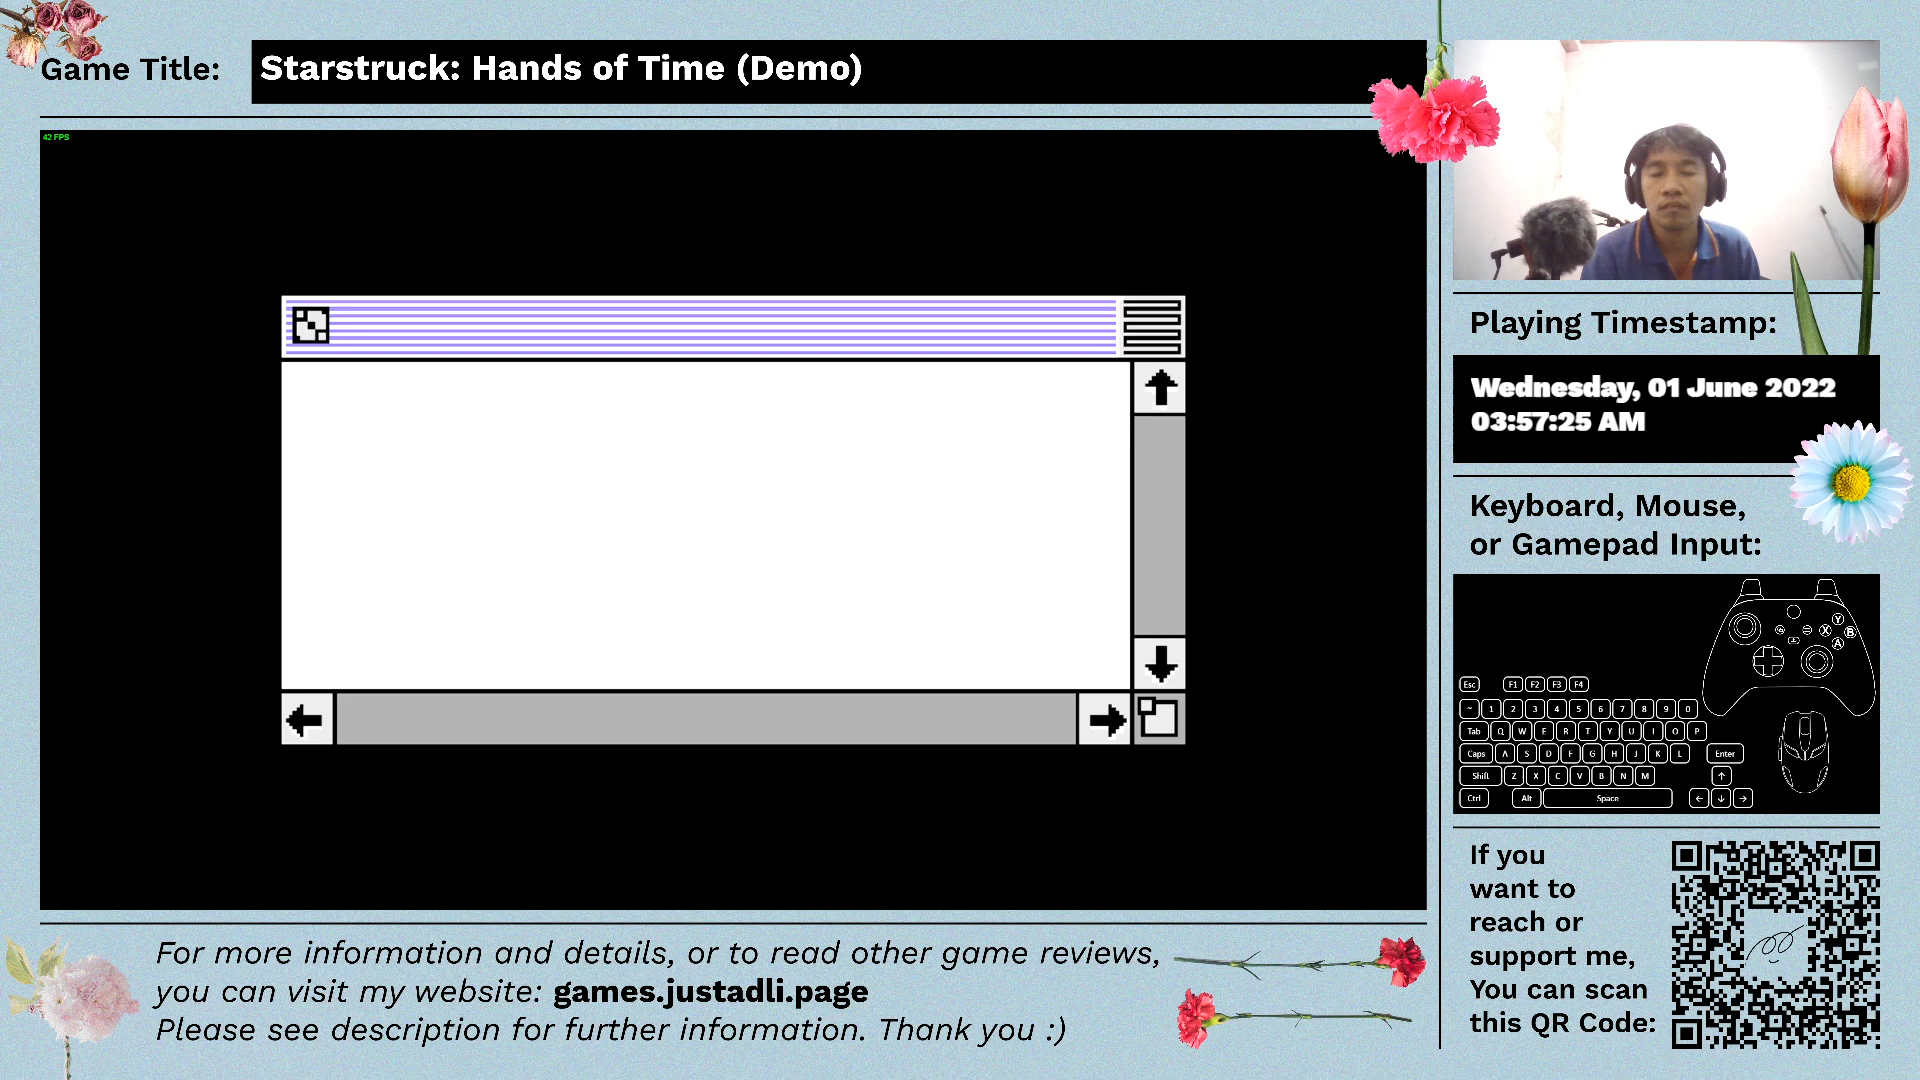 Game Title:
Starstruck: Hands of Time (Demo)
42 FPS
Playing Timestamp:
Wednesday, 01 June 2022
03:57:25 AM
Keyboard, Mouse,
or Gamepad Input:
Y
X B
A
Esc F1 F2 F3 F4
~ 1 2 3 4 5 6 7 8 9 0
Tab Q W E R T Y U I O P
Caps A S D F G H J K L Enter
Shift Z X C V B N M ↑
Ctrl Alt Space ← ↓ →
If you
want to
reach or
support me,
You can scan
this QR Code:
For more information and details, or to read other game reviews,
you can visit my website: games.justadli.page
Please see description for further information. Thank you :)